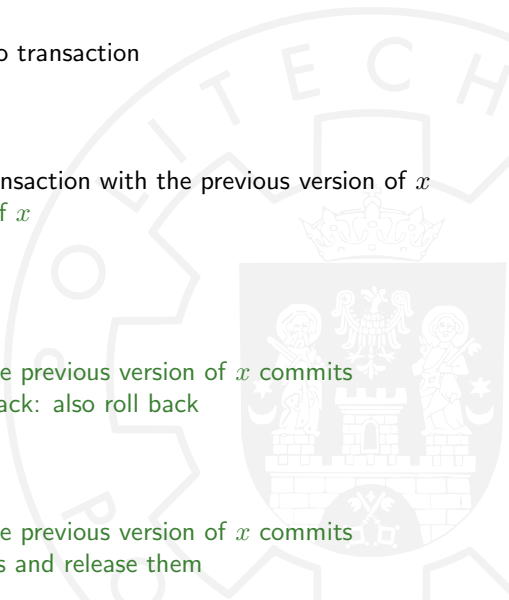 o transaction
nsaction with the previous version of x
f x
e previous version of x commits
ack: also roll back
e previous version of x commits
s and release them
O LITECH
P O